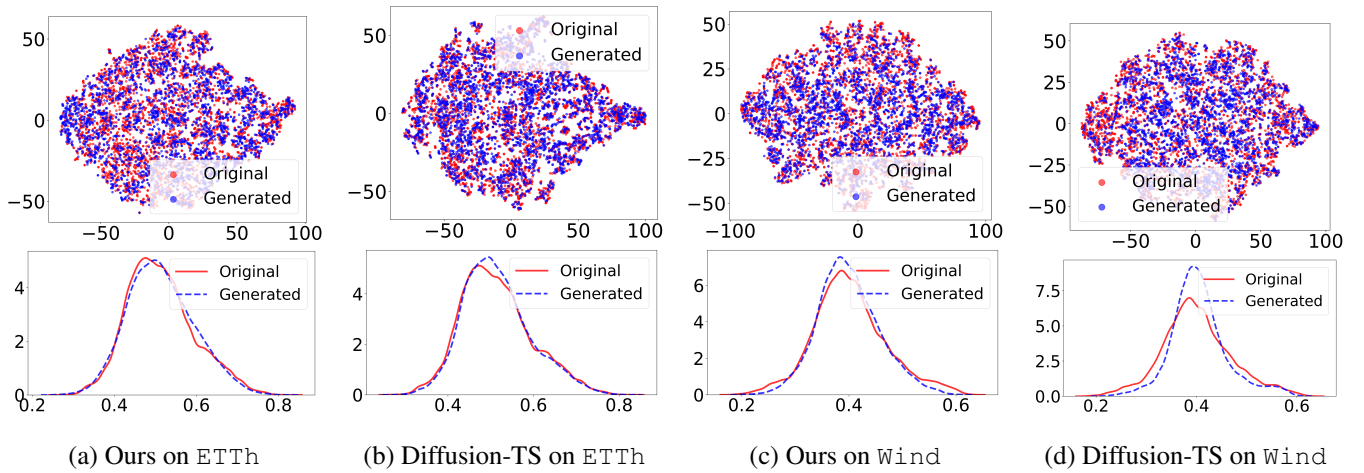 50
0
−50
−50 0 50 100
Original
Generated
50
0
−50
−50 0 50 100
Original
Generated
50
25
0
−25
−50
−100 0 100
Original
Generated
50
25
0
−25
−50
−50 0 50 100
Original
Generated
4
2
0
0.2 0.4 0.6 0.8
Original
Generated
4
2
0
0.4 0.6 0.8
Original
Generated
6
4
2
0
0.2 0.4 0.6
Original
Generated
7.5
5.0
2.5
0.0
0.2 0.4 0.6
Original
Generated
(a) Ours on ETTh
(b) Diffusion-TS on ETTh
(c) Ours on Wind
(d) Diffusion-TS on Wind